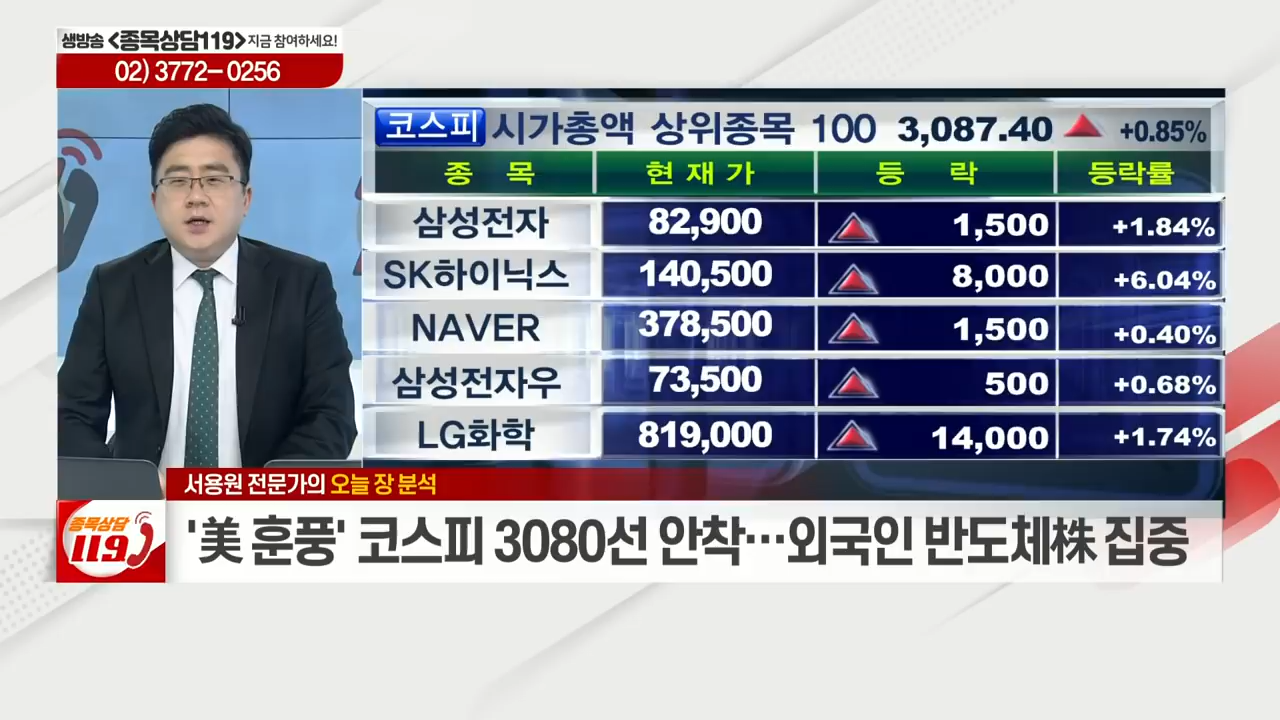 생방송 <종목상담119> 지금 참여하세요!
02) 3772-0256
코스피 시가총액 상위종목 100 3,087.40 ▲ +0.85%
종 목 현재가 등 락 등락률
삼성전자 82,900 ▲ 1,500 +1.84%
SK하이닉스 140,500 ▲ 8,000 +6.04%
NAVER 378,500 ▲ 1,500 +0.40%
삼성전자우 73,500 ▲ 500 +0.68%
LG화학 819,000 ▲ 14,000 +1.74%
서용원 전문가의 오늘 장 분석
종목상담
119
'美 훈풍' 코스피 3080선 안착…외국인 반도체株 집중